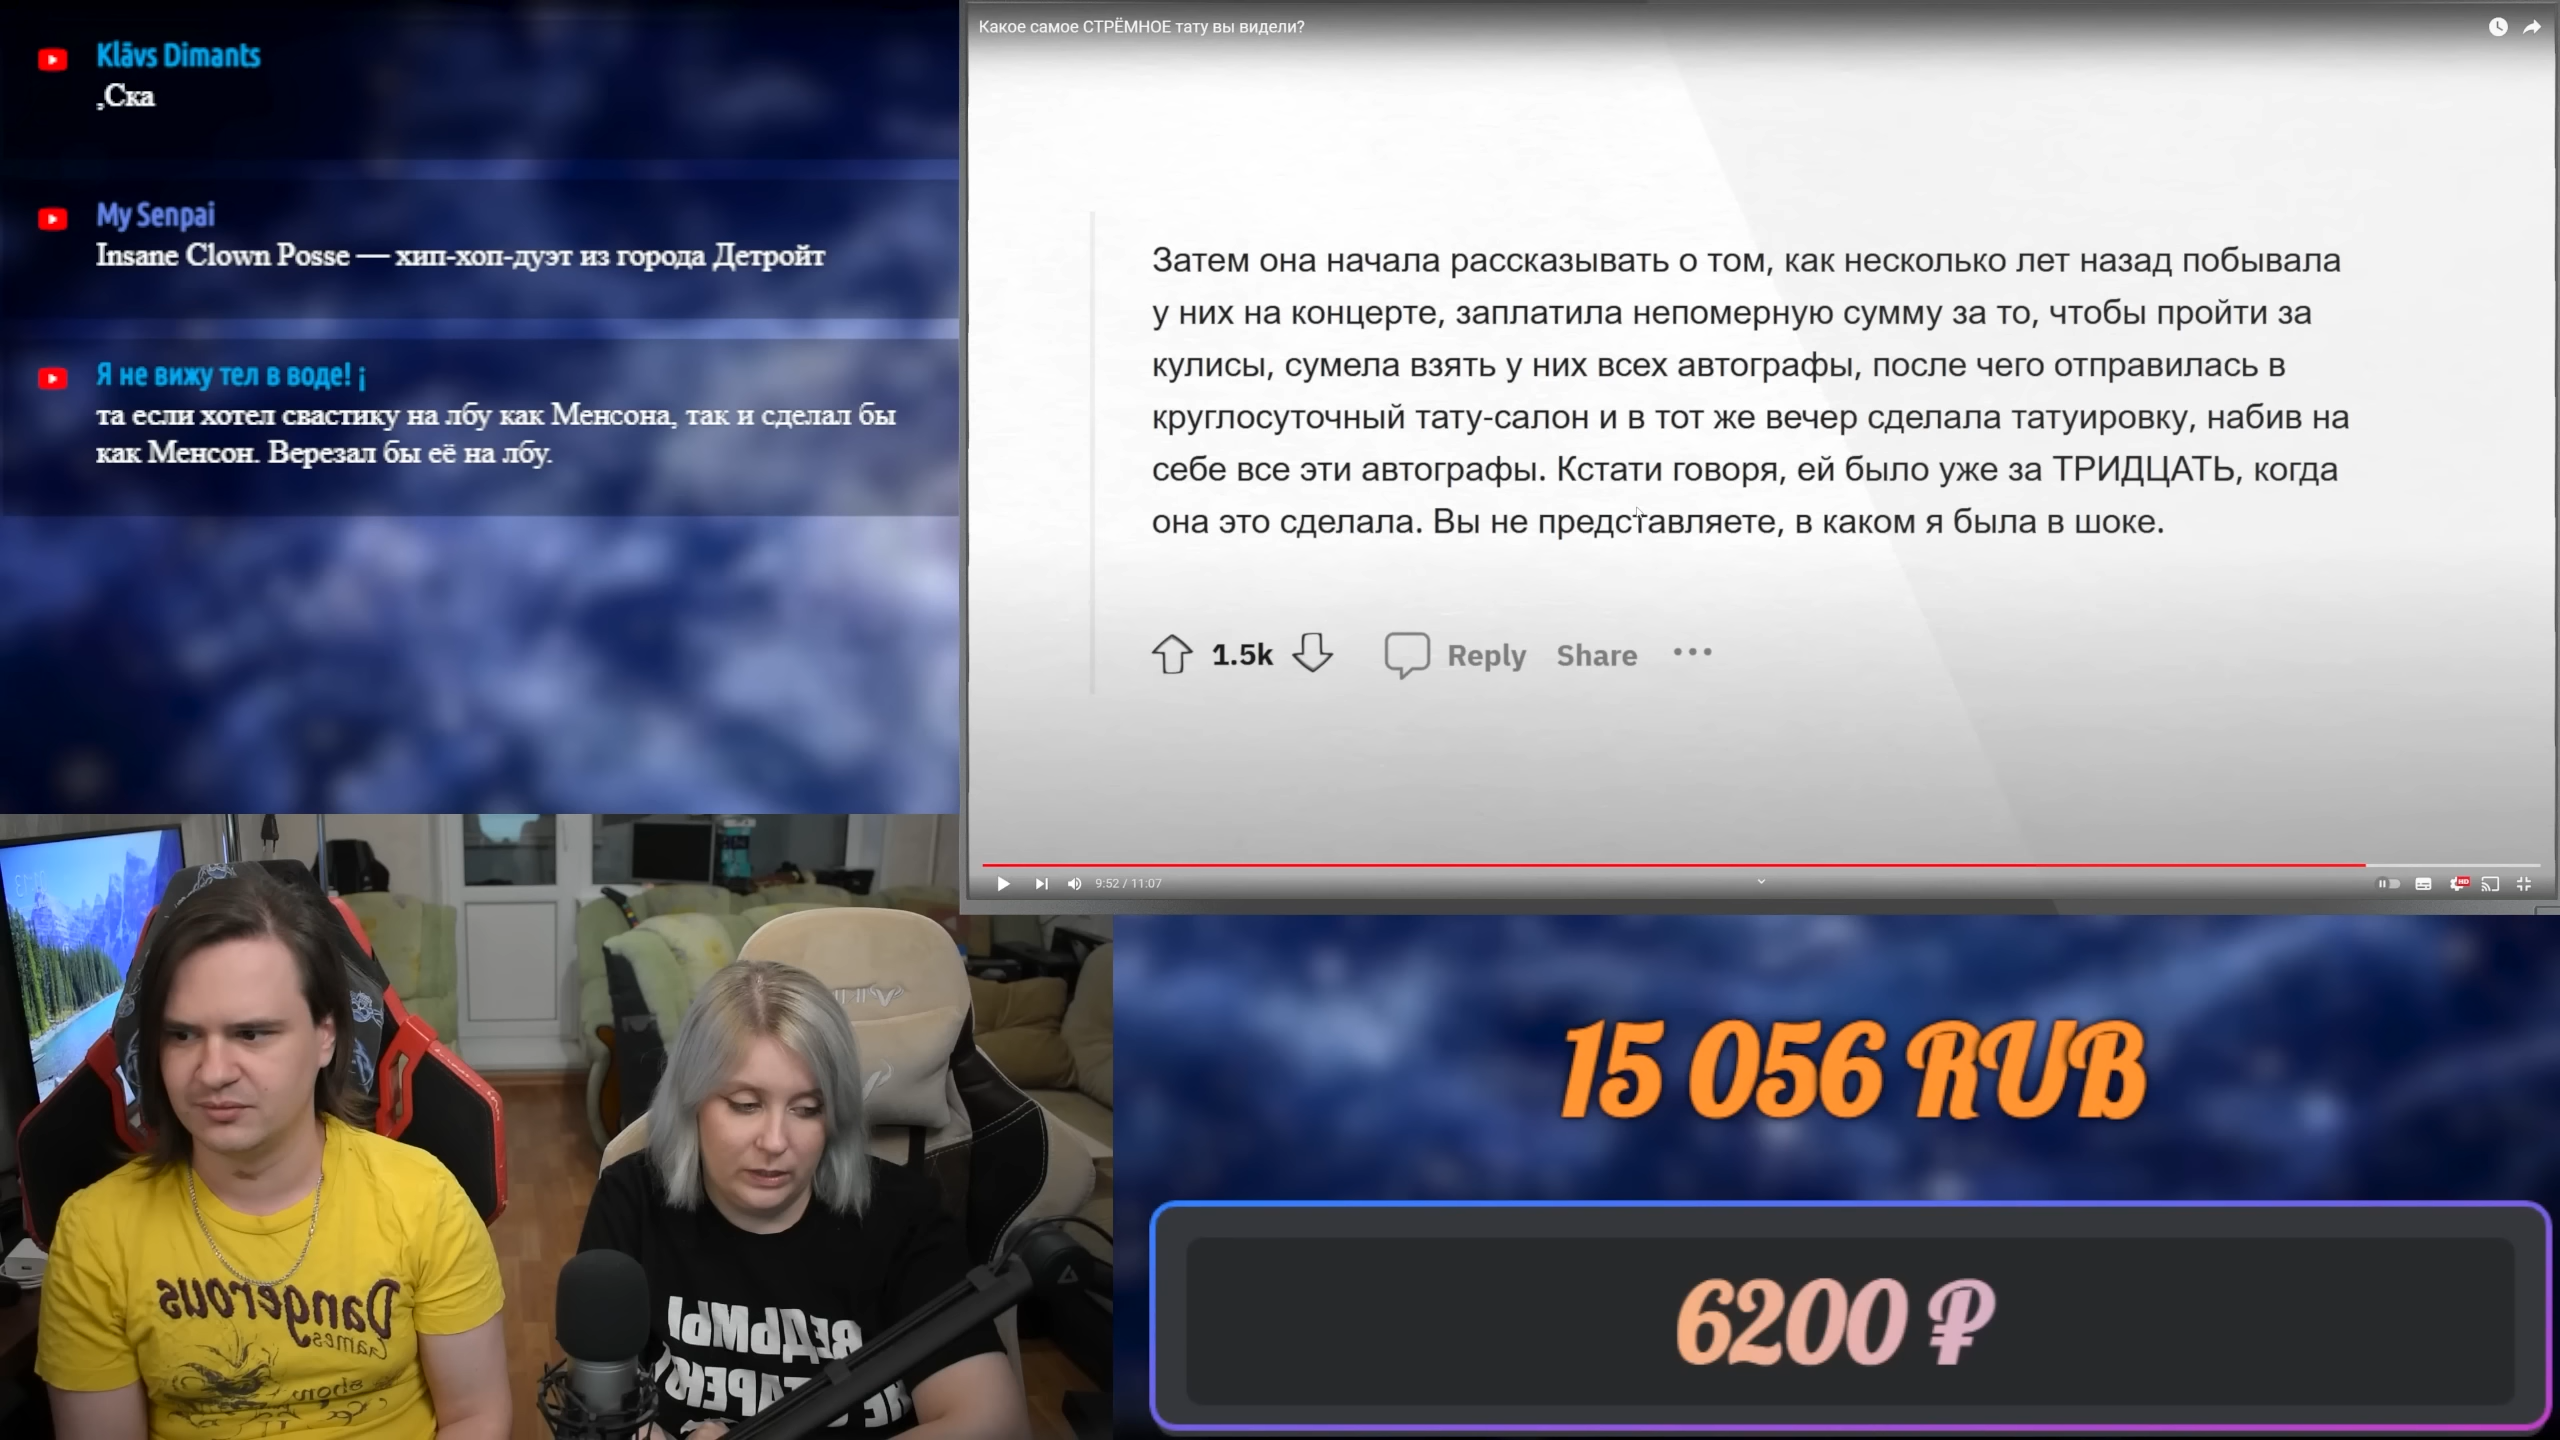 Klāvs Dimants
,Ска
My Senpai
Insane Clown Posse — хип-хоп-дуэт из города Детройт
Я не вижу тел в воде! ¡
та если хотел свастику на лбу как Менсона, так и сделал бы
как Менсон. Верезал бы её на лбу.
Какое самое СТРЁМНОЕ тату вы видели?
Затем она начала рассказывать о том, как несколько лет назад побывала
у них на концерте, заплатила непомерную сумму за то, чтобы пройти за
кулисы, сумела взять у них всех автографы, после чего отправилась в
круглосуточный тату-салон и в тот же вечер сделала татуировку, набив на
себе все эти автографы. Кстати говоря, ей было уже за ТРИДЦАТЬ, когда
она это сделала. Вы не представляете, в каком я была в шоке.
1.5k Reply Share
9:52 / 11:07
HD
Dangerous
Games
show
ВЕДЬМЫ
15 056 RUB
6200 ₽